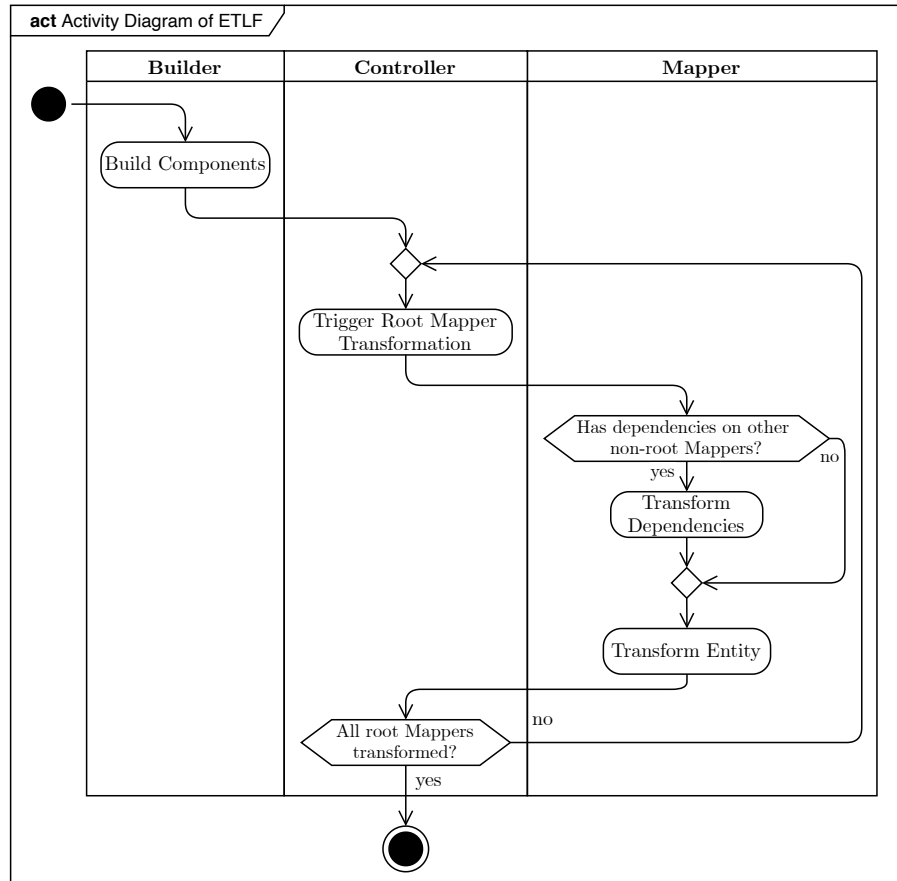 act Activity Diagram of ETLF
Builder
Controller
Mapper
Build Components
Trigger Root Mapper
Transformation
Has dependencies on other
non-root Mappers?
no
yes
Transform
Dependencies
Transform Entity
no
All root Mappers
transformed?
yes